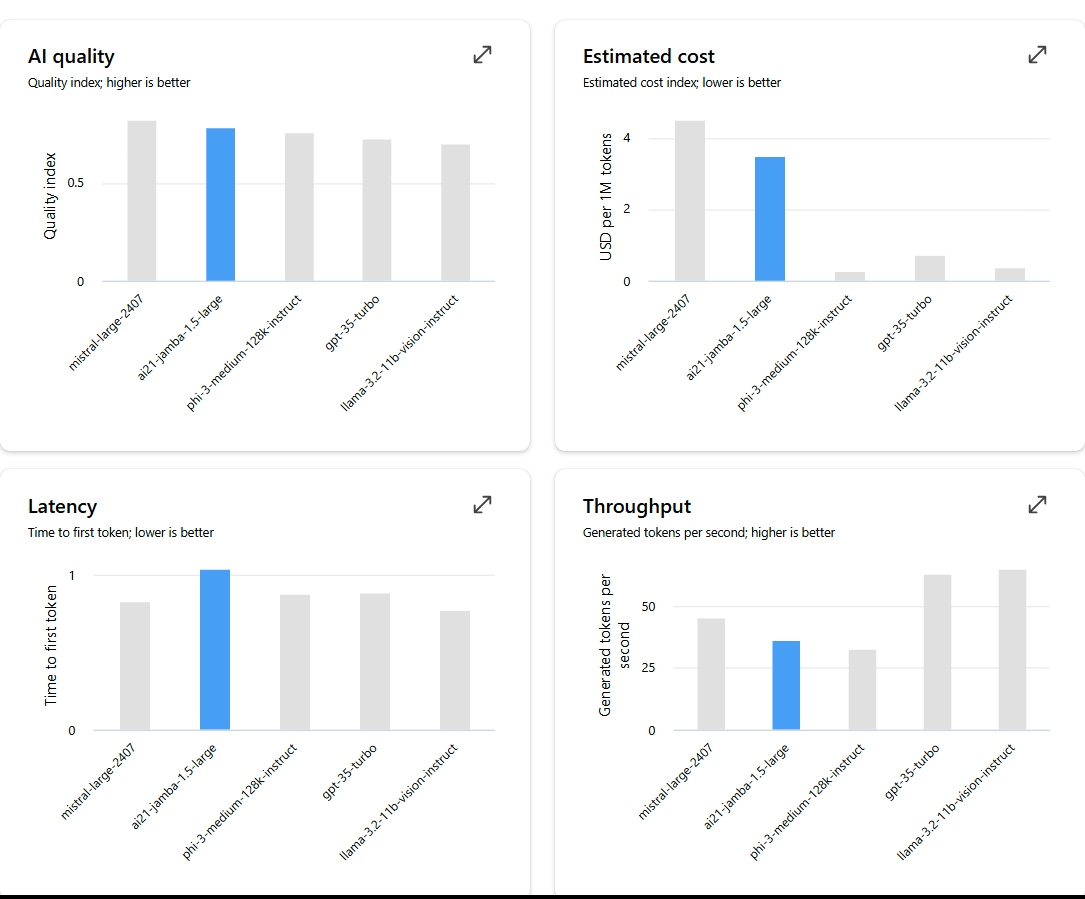 AI quality
Quality index; higher is better
Quality index
0.5
0
mistral-large-2407
ai21-jamba-1.5-large
phi-3-medium-128k-instruct
gpt-35-turbo
llama-3.2-11b-vision-instruct
Estimated cost
Estimated cost index; lower is better
USD per 1M tokens
4
2
0
mistral-large-2407
ai21-jamba-1.5-large
phi-3-medium-128k-instruct
gpt-35-turbo
llama-3.2-11b-vision-instruct
Latency
Time to first token; lower is better
Time to first token
1
0
mistral-large-2407
ai21-jamba-1.5-large
phi-3-medium-128k-instruct
gpt-35-turbo
llama-3.2-11b-vision-instruct
Throughput
Generated tokens per second; higher is better
Generated tokens per
second
50
25
0
mistral-large-2407
ai21-jamba-1.5-large
phi-3-medium-128k-instruct
gpt-35-turbo
llama-3.2-11b-vision-instruct